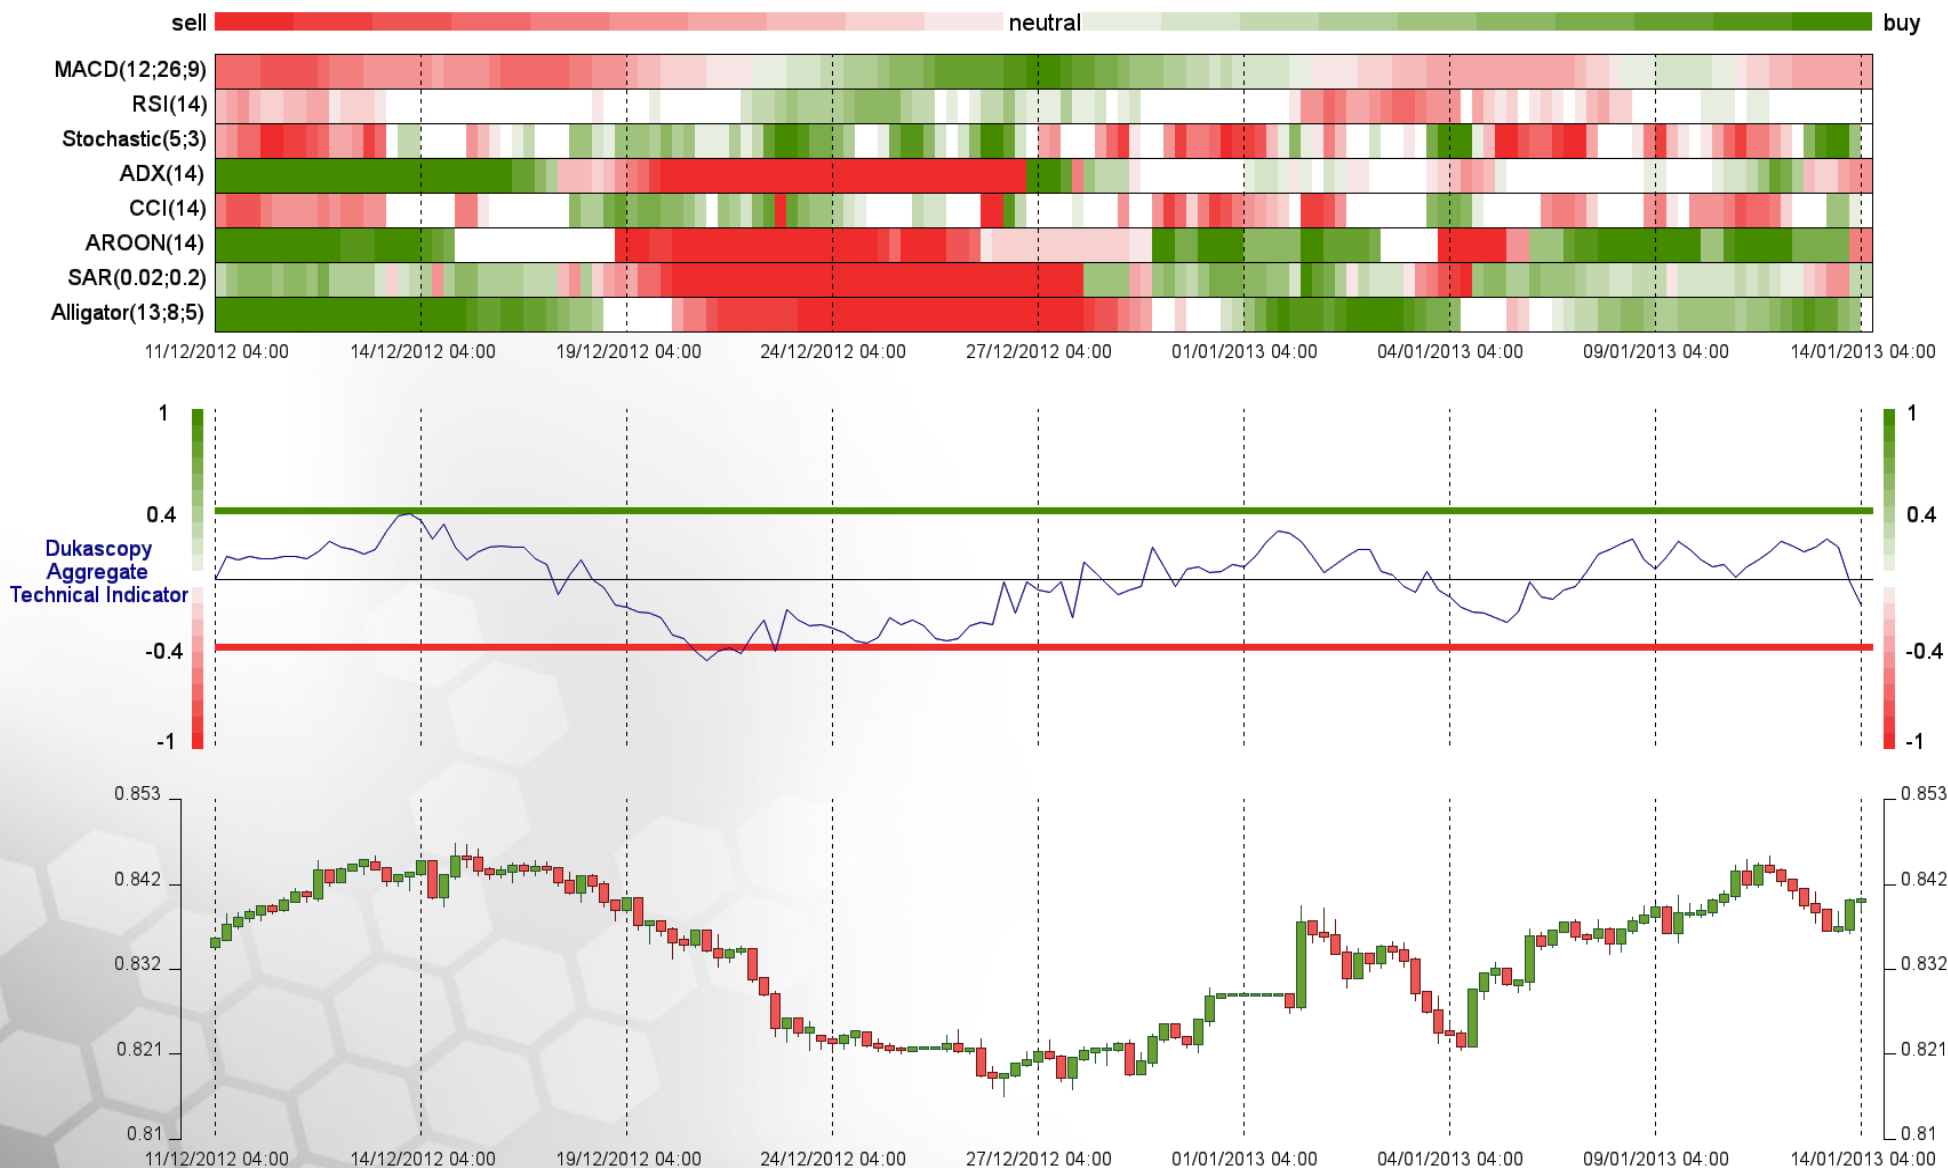 sell neutral buy
MACD(12;26;9)
RSI(14)
Stochastic(5;3)
ADX(14)
CCI(14)
AROON(14)
SAR(0.02;0.2)
Alligator(13;8;5)
11/12/2012 04:00 14/12/2012 04:00 19/12/2012 04:00 24/12/2012 04:00 27/12/2012 04:00 01/01/2013 04:00 04/01/2013 04:00 09/01/2013 04:00 14/01/2013 04:00
1 1
0.4 0.4
Dukascopy
Aggregate
Technical Indicator
-0.4 -0.4
-1 -1
0.853 0.853
0.842 0.842
0.832 0.832
0.821 0.821
0.81 0.81
11/12/2012 04:00 14/12/2012 04:00 19/12/2012 04:00 24/12/2012 04:00 27/12/2012 04:00 01/01/2013 04:00 04/01/2013 04:00 09/01/2013 04:00 14/01/2013 04:00